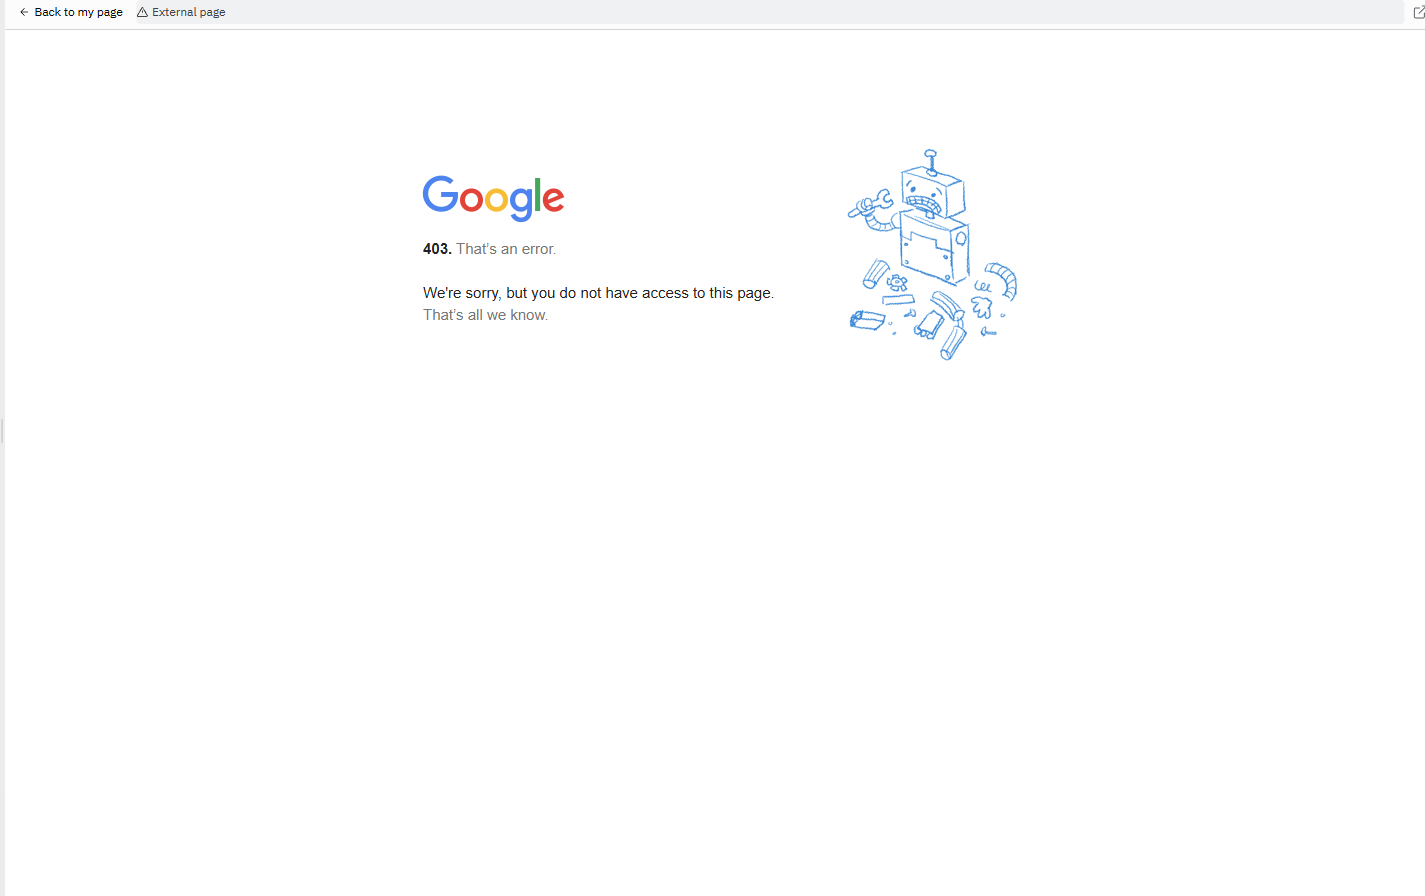 Back to my page
External page
Google
403. That's an error.
We're sorry, but you do not have access to this page.
That's all we know.